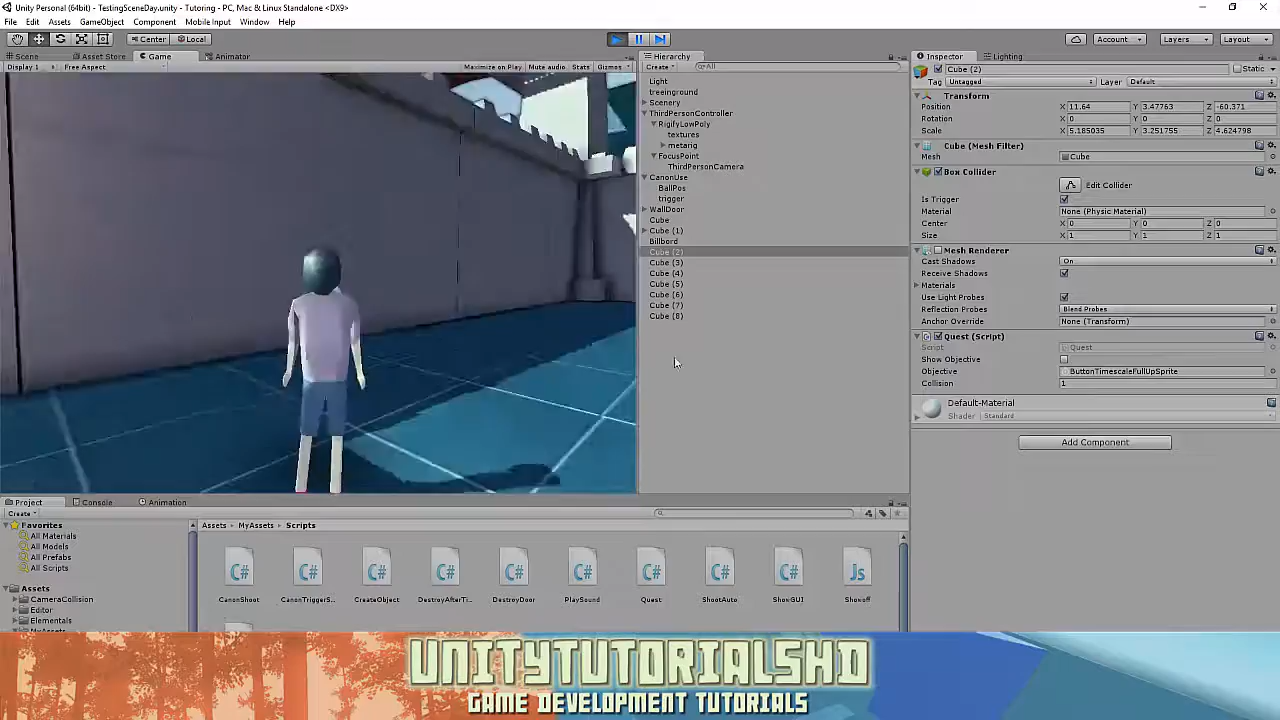 Unity Personal (64bit) - TestingSceneDay.unity - Tutoring - PC, Mac & Linux Standalone <DX9>
File Edit Assets GameObject Component Mobile Input Window Help
Center Local Account Layers Layout
Scene Asset Store Game Animator
Display 1 Free Aspect Maximize on Play Mute audio Stats Gizmos
Hierarchy
Create All
Light
treeinground
Scenery
ThirdPersonController
RigifyLowPoly
textures
metarig
FocusPoint
ThirdPersonCamera
CanonUse
BallPos
trigger
WallDoor
Cube
Cube (1)
Billbord
Cube (2)
Cube (3)
Cube (4)
Cube (5)
Cube (6)
Cube (7)
Cube (8)
Inspector Lighting
Cube (2) Static
Tag Untagged Layer Default
Transform
Position X 11.64 Y 3.47763 Z -60.371
Rotation X 0 Y 0 Z 0
Scale X 5.185035 Y 3.251755 Z 4.624798
Cube (Mesh Filter)
Mesh Cube
Box Collider
Edit Collider
Is Trigger
Material None (Physic Material)
Center X 0 Y 0 Z 0
Size X 1 Y 1 Z 1
Mesh Renderer
Cast Shadows On
Receive Shadows
Materials
Use Light Probes
Reflection Probes Blend Probes
Anchor Override None (Transform)
Quest (Script)
Script Quest
Show Objective
Objective ButtonTimescaleFullUpSprite
Collision 1
Default-Material
Shader Standard
Add Component
Project Console Animation
Create
Favorites
All Materials
All Models
All Prefabs
All Scripts
Assets
CameraCollision
Editor
Elementals
MyAssets
Assets MyAssets Scripts
C# C# C# C# C# C# C# C# C# Js
CanonShoot CanonTriggerS... CreateObject DestroyAfterTi... DestroyDoor PlaySound Quest ShootAuto ShowGUI Showoff
UNITYTUTORIALSHD
GAME DEVELOPMENT TUTORIALS